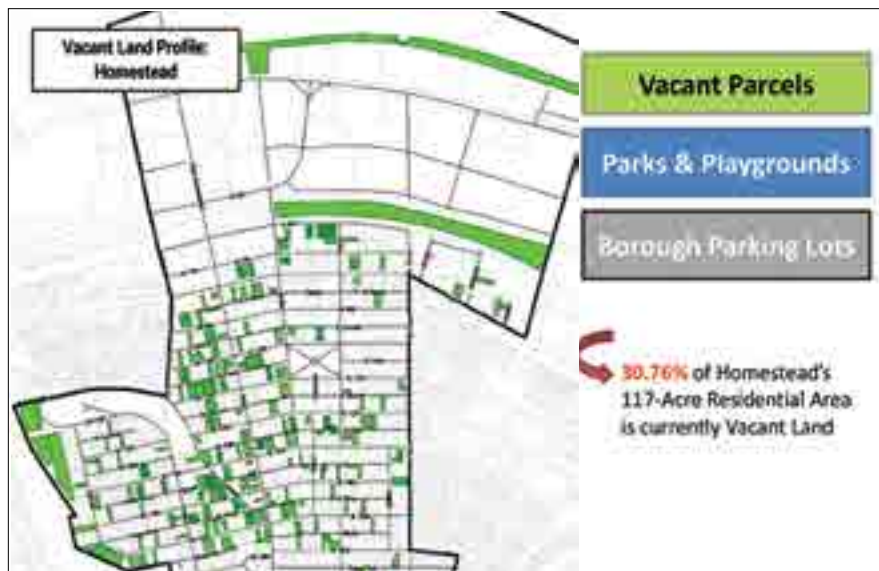 Vacant Land Profile:
Homestead
Vacant Parcels
Parks & Playgrounds
Borough Parking Lots
30.76% of Homestead's
117-Acre Residential Area
is currently Vacant Land